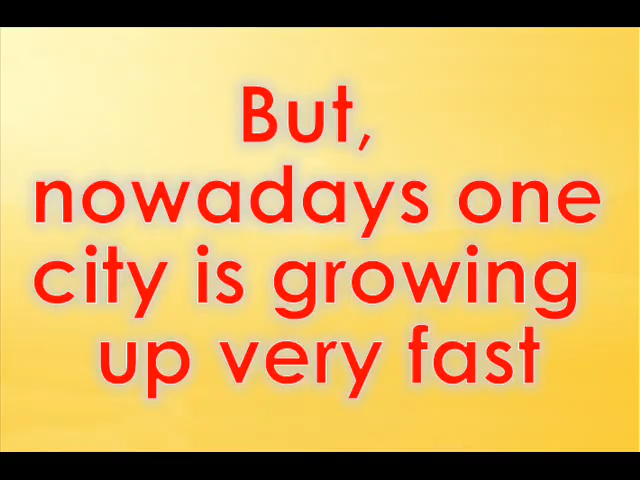 But,
nowadays one
city is growing
up very fast